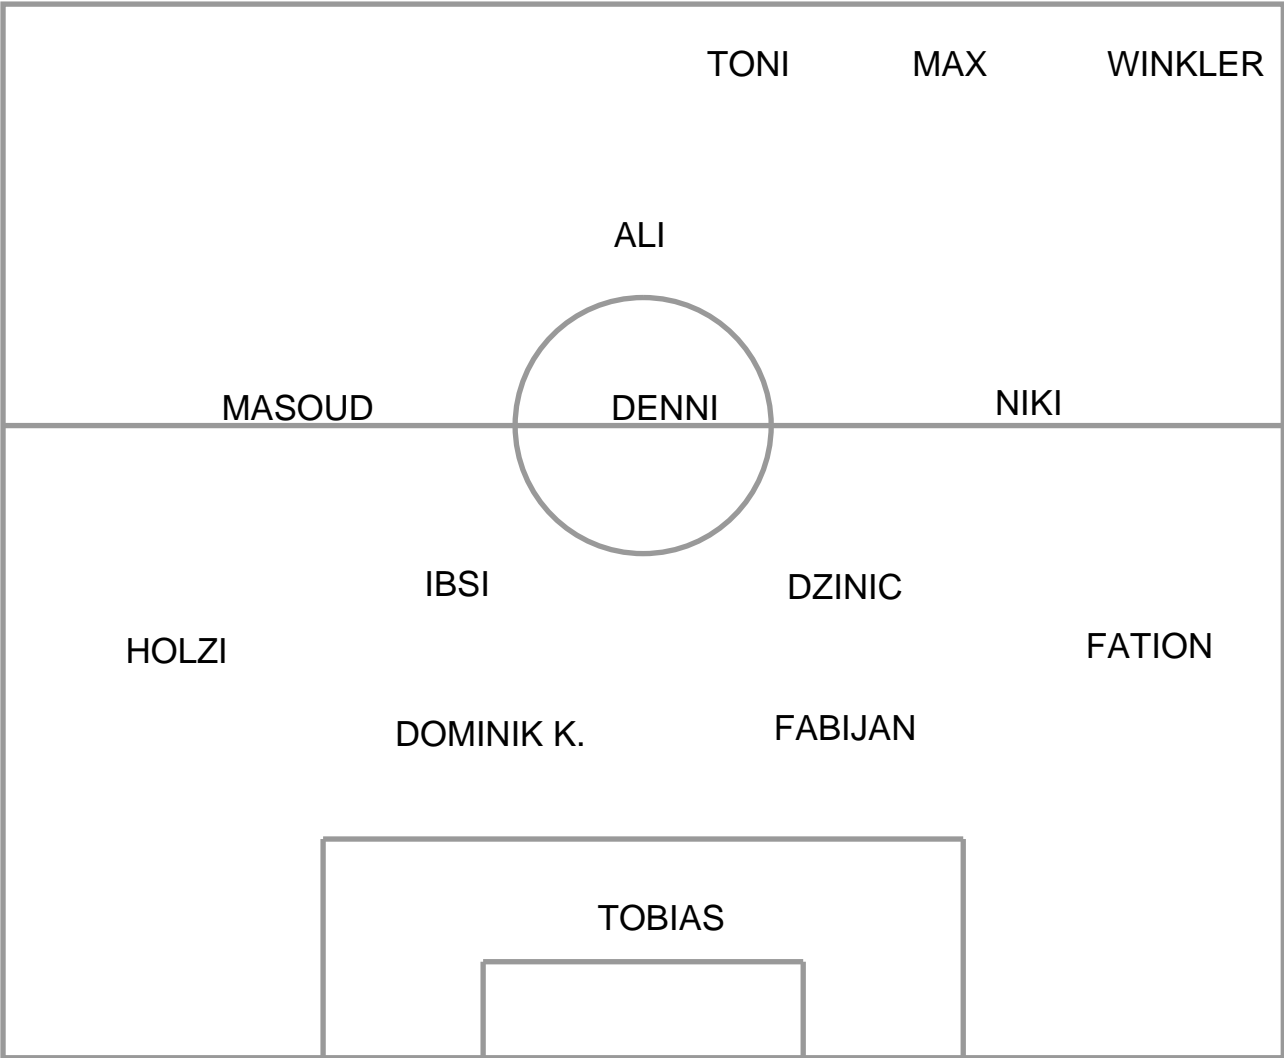 TONI MAX WINKLER
ALI
MASOUD DENNI NIKI
IBSI DZINIC
HOLZI FATION
DOMINIK K. FABIJAN
TOBIAS